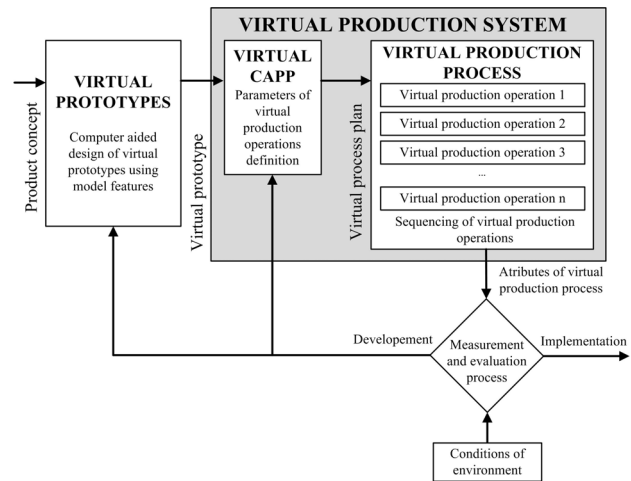 VIRTUAL PRODUCTION SYSTEM
Product concept
VIRTUAL
PROTOTYPES
Computer aided
design of virtual
prototypes using
model features
Virtual prototype
VIRTUAL
CAPP
Parameters of
virtual
production
operations
definition
Virtual process plan
VIRTUAL PRODUCTION
PROCESS
Virtual production operation 1
Virtual production operation 2
Virtual production operation 3
...
Virtual production operation n
Sequencing of virtual production
operations
Atributes of virtual
production process
Developement
Measurement
and evaluation
process
Implementation
Conditions of
environment